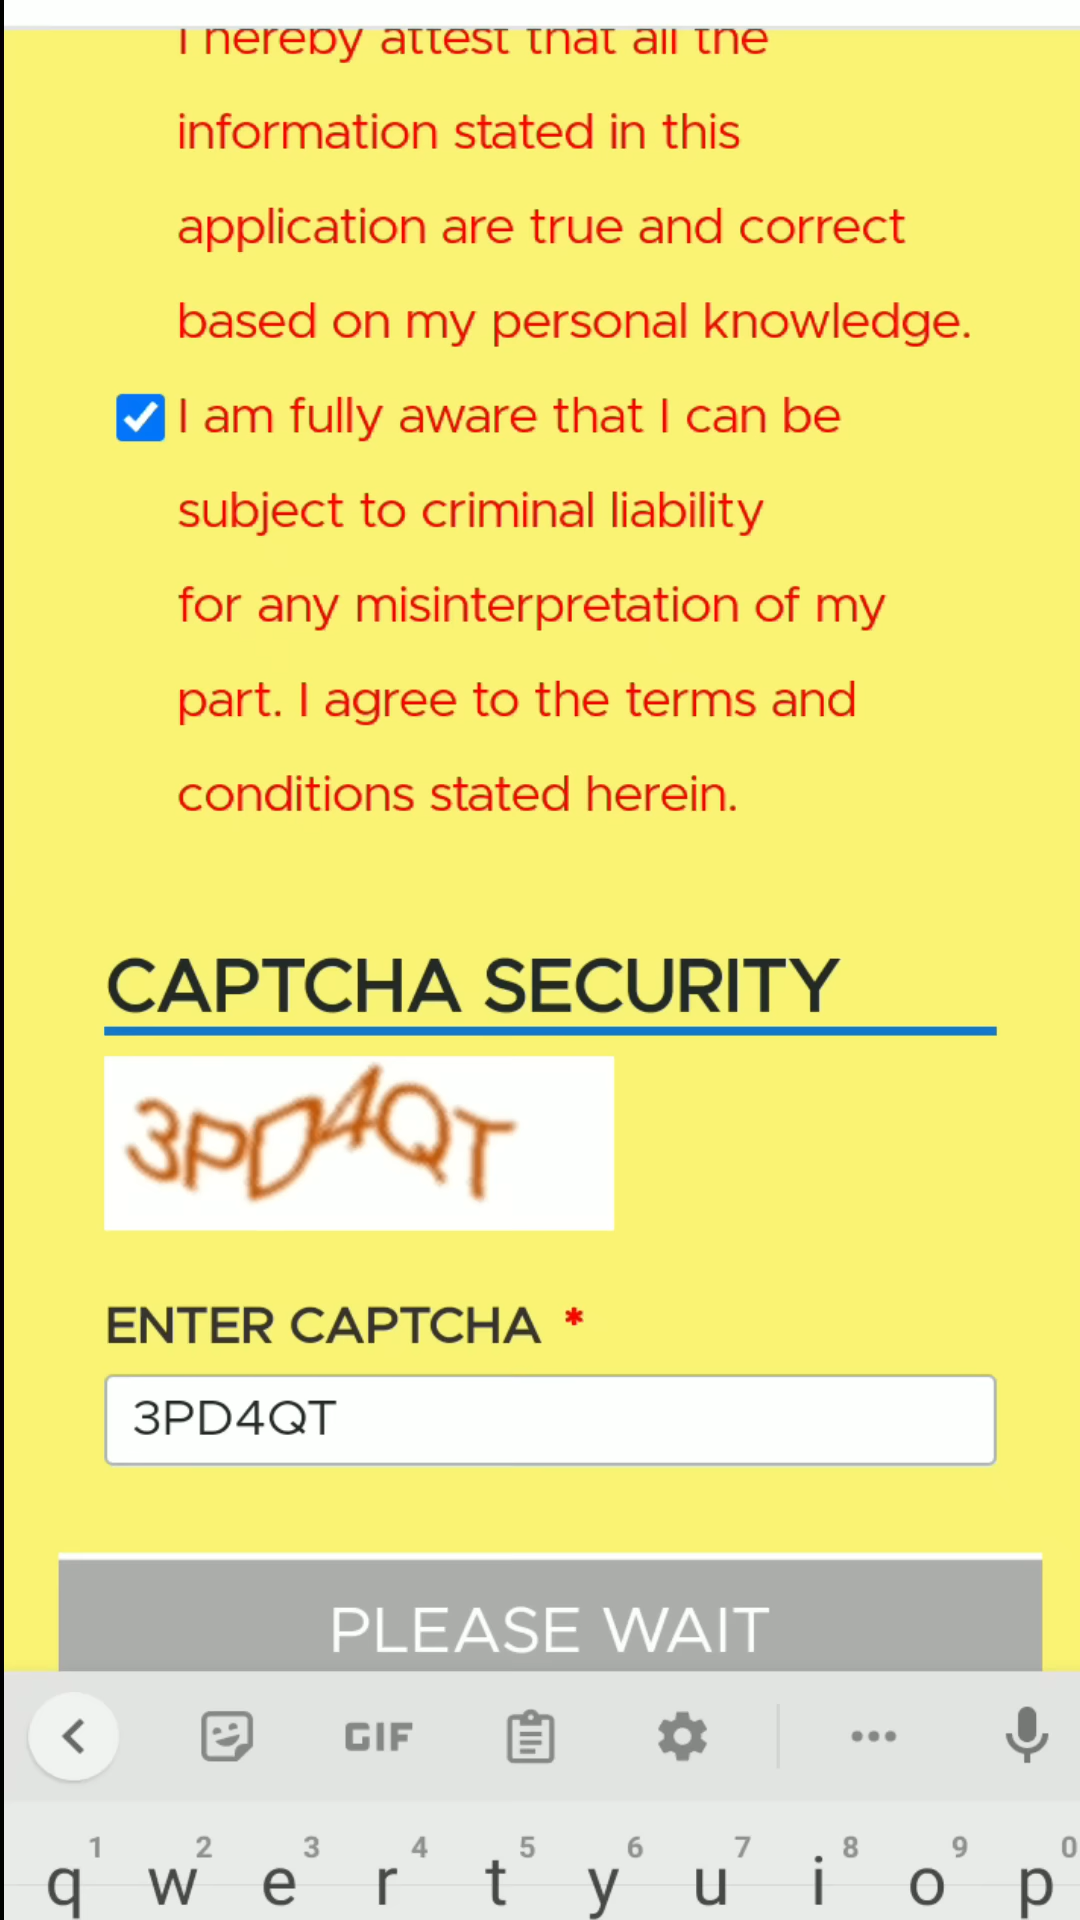 I hereby attest that all the
information stated in this
application are true and correct
based on my personal knowledge.
I am fully aware that I can be
subject to criminal liability
for any misinterpretation of my
part. I agree to the terms and
conditions stated herein.
CAPTCHA SECURITY
3PD4QT
ENTER CAPTCHA *
3PD4QT
PLEASE WAIT
GIF
1 2 3 4 5 6 7 8 9 0
q w e r t y u i o p